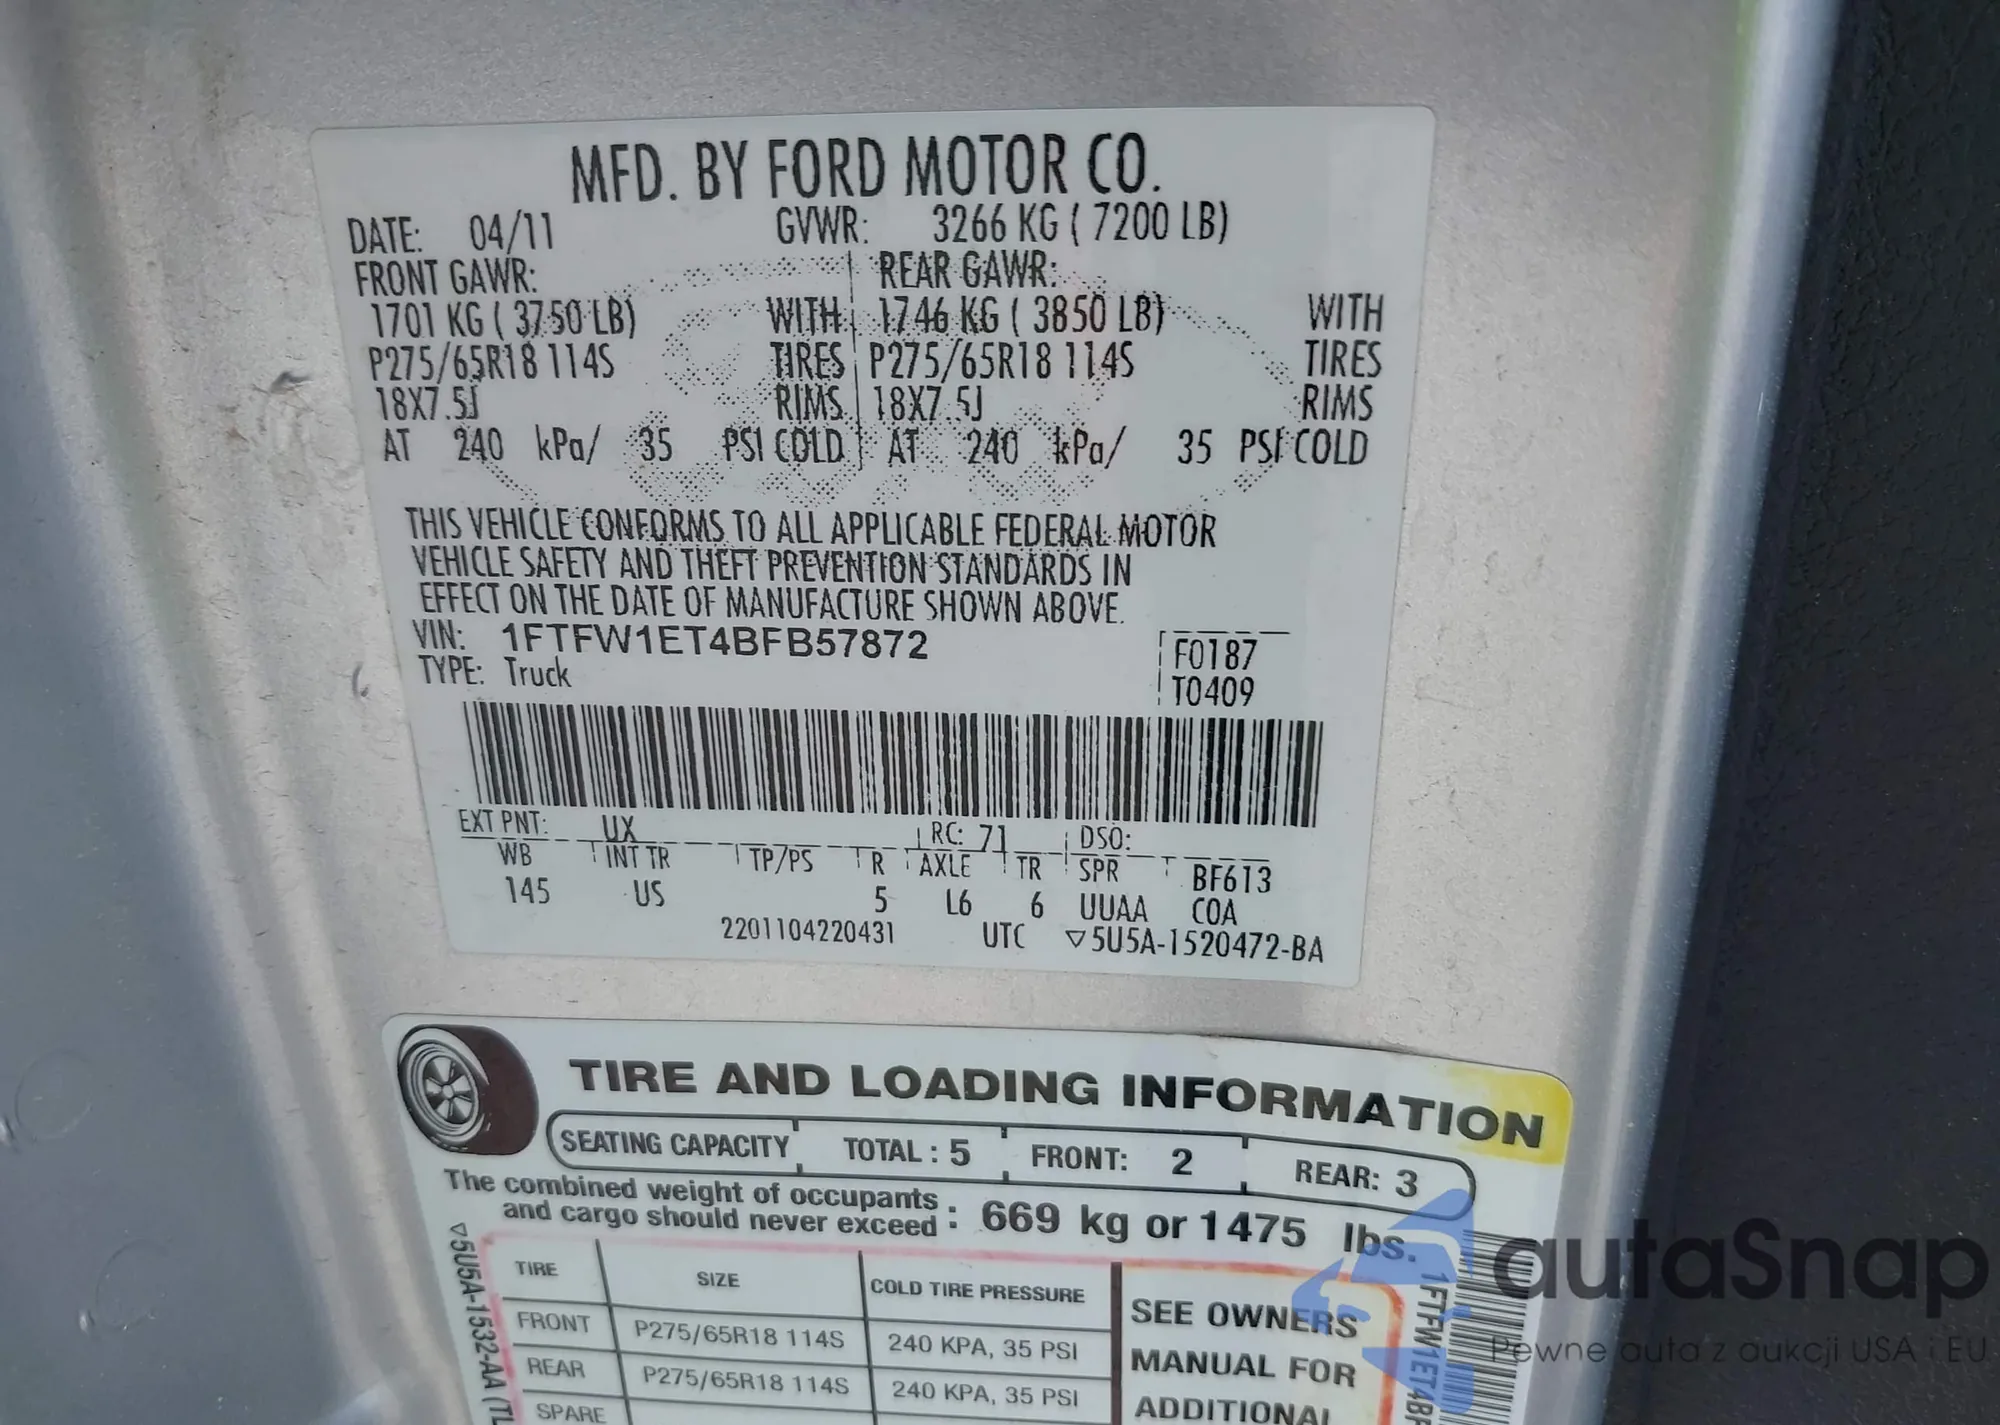 MFD. BY FORD MOTOR CO.
DATE: 04/11 GVWR: 3266 KG ( 7200 LB)
FRONT GAWR: REAR GAWR:
1701 KG ( 3750 LB) WITH 1746 KG ( 3850 LB) WITH
P275/65R18 114S TIRES P275/65R18 114S TIRES
18X7.5J RIMS 18X7.5J RIMS
AT 240 kPa/ 35 PSI COLD AT 240 kPa/ 35 PSI COLD
THIS VEHICLE CONFORMS TO ALL APPLICABLE FEDERAL MOTOR
VEHICLE SAFETY AND THEFT PREVENTION STANDARDS IN
EFFECT ON THE DATE OF MANUFACTURE SHOWN ABOVE.
VIN: 1FTFW1ET4BFB57872
F0187
TYPE: Truck
T0409
EXT PNT: UX RC: 71 DSO:
WB INT TR TP/PS R AXLE TR SPR BF613
145 US 5 L6 6 UUAA COA
2201104220431 UTC ▽5U5A-1520472-BA
TIRE AND LOADING INFORMATION
SEATING CAPACITY TOTAL : 5 FRONT: 2 REAR: 3
The combined weight of occupants
and cargo should never exceed : 669 kg or 1475 lbs.
TIRE SIZE COLD TIRE PRESSURE
FRONT P275/65R18 114S 240 KPA, 35 PSI
REAR P275/65R18 114S 240 KPA, 35 PSI
SPARE
SEE OWNERS
MANUAL FOR
ADDITIONAL
▽5U5A-1532-AA
1FTFW1ET4BF
autaSnap
Pewne auta z aukcji USA i EU